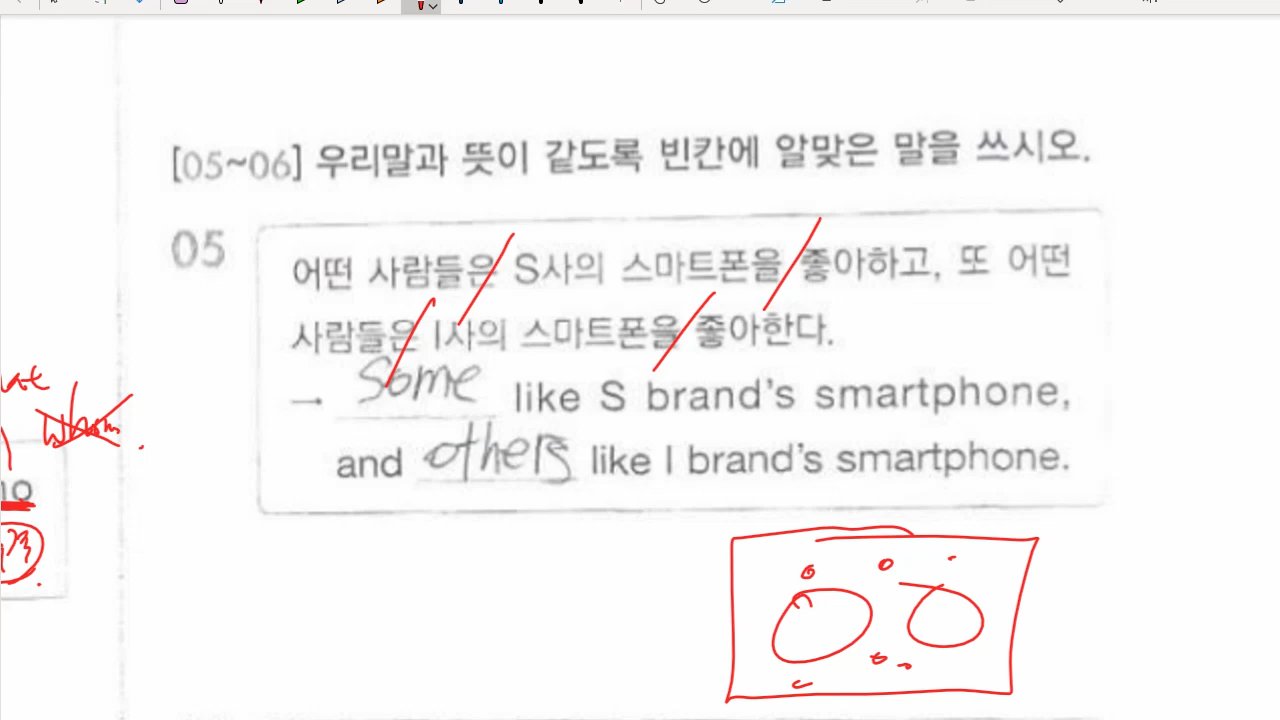 [05~06] 우리말과 뜻이 같도록 빈칸에 알맞은 말을 쓰시오.
05
어떤 사람들은 S사의 스마트폰을 좋아하고, 또 어떤
사람들은 I사의 스마트폰을 좋아한다.
→ Some like S brand's smartphone,
and others like I brand's smartphone.